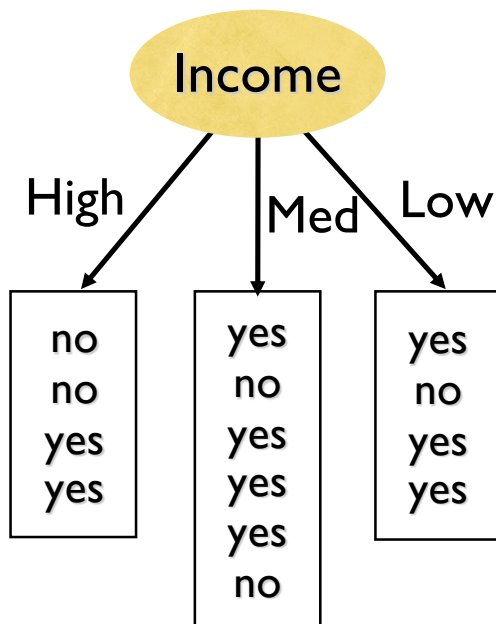 Income
High
Med
Low
no
no
yes
yes
yes
no
yes
yes
yes
no
yes
no
yes
yes